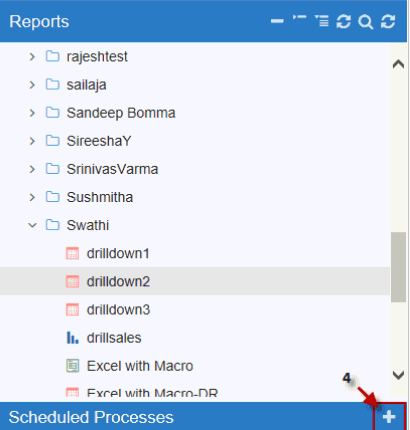 Reports
rajeshtest
sailaja
Sandeep Bomma
SireeshaY
SrinivasVarma
Sushmitha
Swathi
drilldown1
drilldown2
drilldown3
drillsales
Excel with Macro
Excel with Macro-DR
4
Scheduled Processes